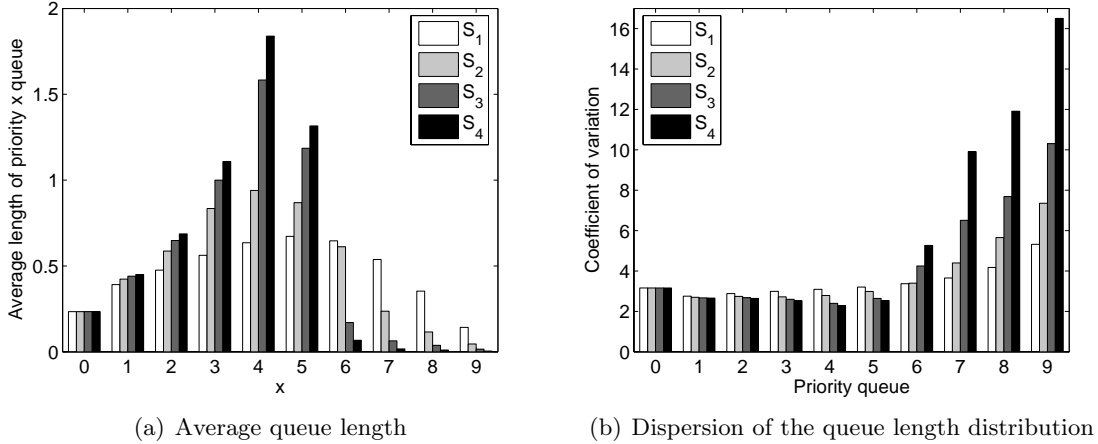 2
1.5
1
0.5
0
Average length of priority x queue
S1
S2
S3
S4
0 1 2 3 4 5 6 7 8 9
x
(a) Average queue length
16
14
12
10
8
6
4
2
0
Coefficient of variation
S1
S2
S3
S4
0 1 2 3 4 5 6 7 8 9
Priority queue
(b) Dispersion of the queue length distribution